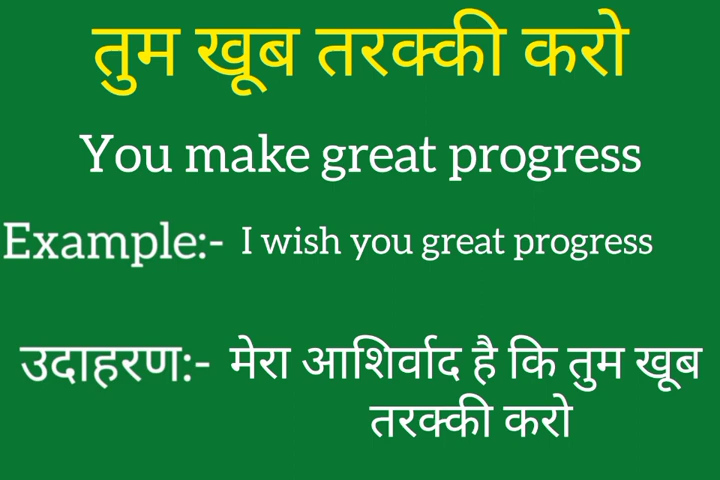 तुम खूब तरक्की करो
You make great progress
Example:- I wish you great progress
उदाहरण:- मेरा आशिर्वाद है कि तुम खूब
तरक्की करो